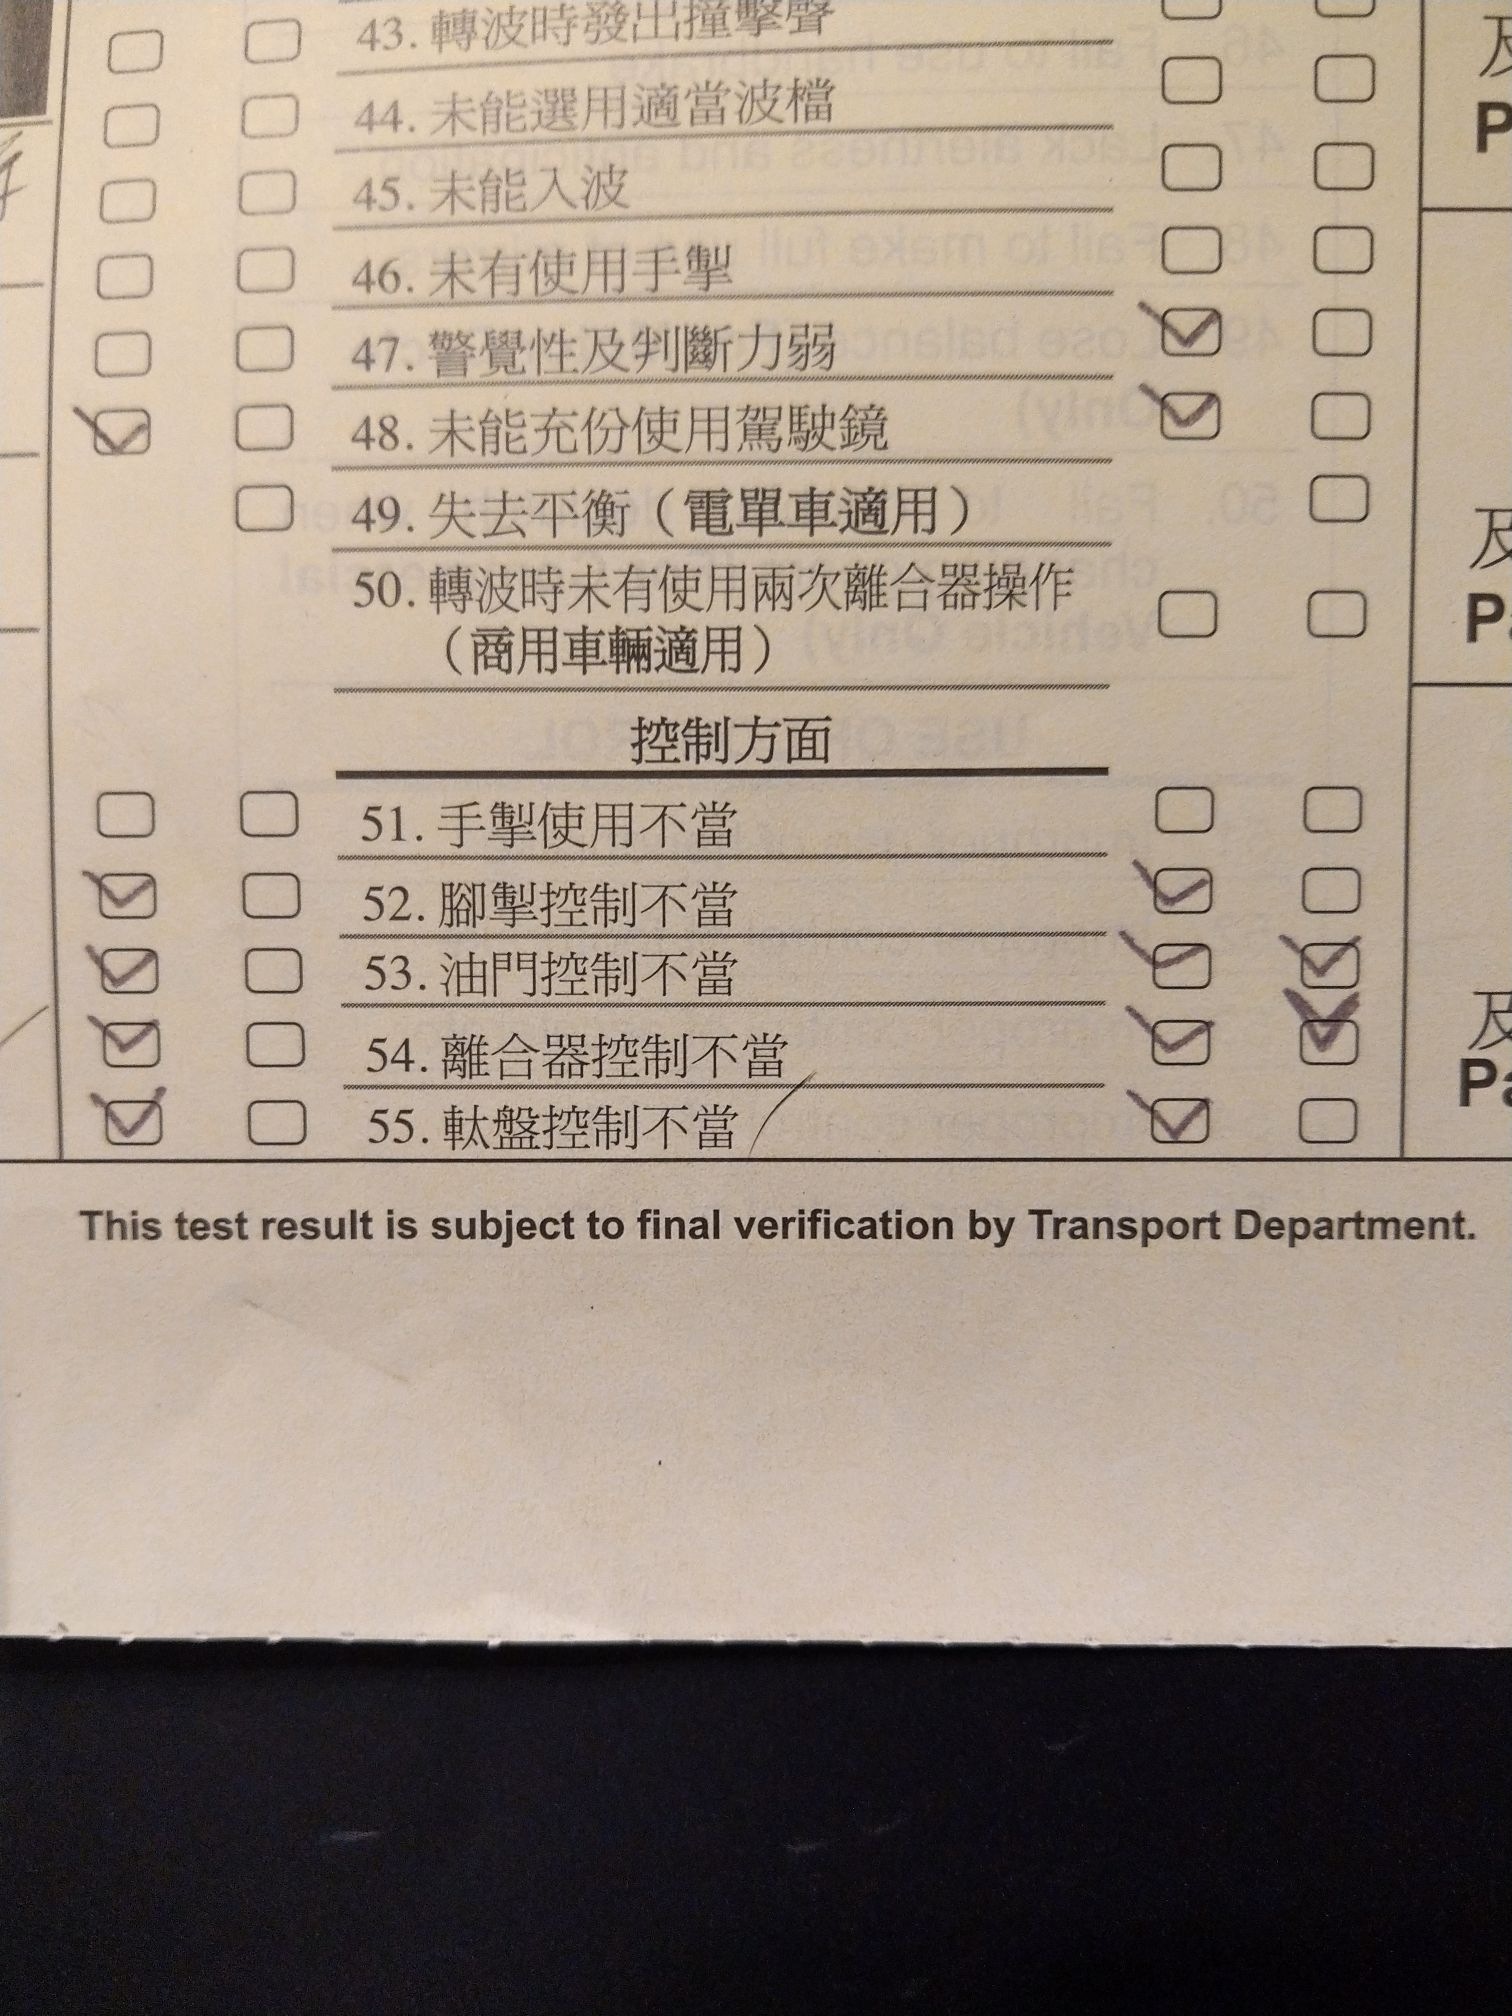 43. 轉波時發出撞擊聲
44. 未能選用適當波檔
45. 未能入波
46. 未有使用手掣
47. 警覺性及判斷力弱
48. 未能充份使用駕駛鏡
49. 失去平衡（電單車適用）
50. 轉波時未有使用兩次離合器操作
（商用車輛適用）
控制方面
51. 手掣使用不當
52. 腳掣控制不當
53. 油門控制不當
54. 離合器控制不當
55. 軚盤控制不當
及
P
及
Pa
及
Pa
This test result is subject to final verification by Transport Department.